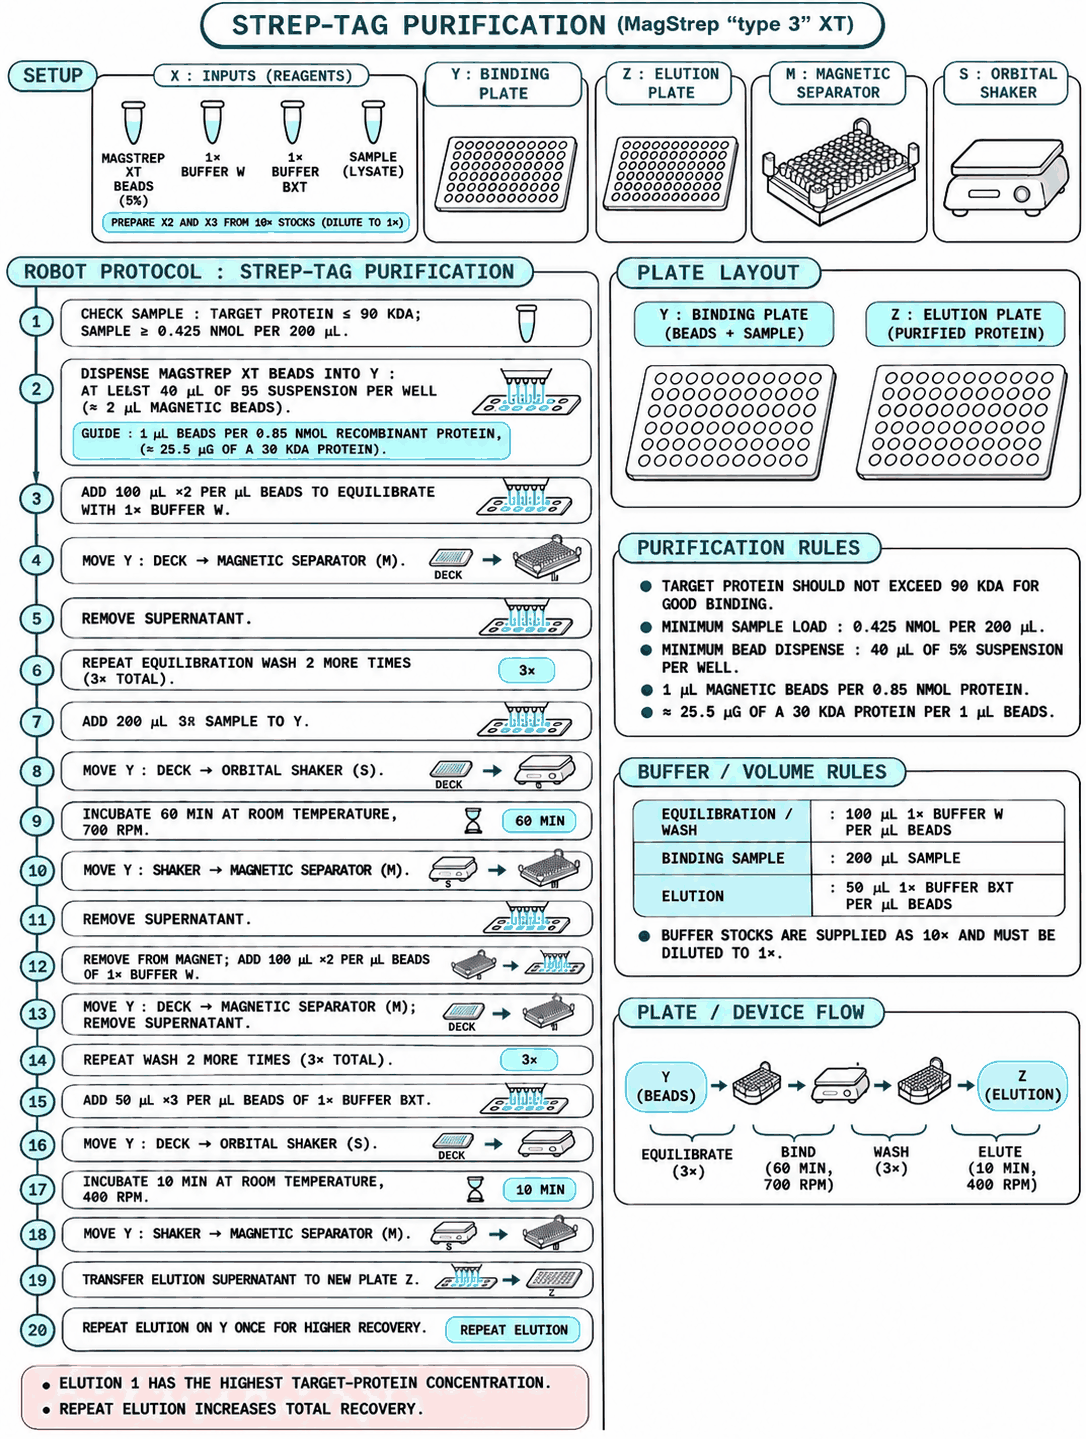 STREP-TAG PURIFICATION (MagStrep "type 3" XT)
SETUP
X : INPUTS (REAGENTS)
MAGSTREP
XT
BEADS
(5%)
1×
BUFFER W
1×
BUFFER
BXT
SAMPLE
(LYSATE)
PREPARE X2 AND X3 FROM 10× STOCKS (DILUTE TO 1×)
Y : BINDING
PLATE
Z : ELUTION
PLATE
M : MAGNETIC
SEPARATOR
S : ORBITAL
SHAKER
ROBOT PROTOCOL : STREP-TAG PURIFICATION
1
CHECK SAMPLE : TARGET PROTEIN ≤ 90 KDA;
SAMPLE ≥ 0.425 NMOL PER 200 µL.
2
DISPENSE MAGSTREP XT BEADS INTO Y :
AT LELST 40 µL OF 95 SUSPENSION PER WELL
(≈ 2 µL MAGNETIC BEADS).
GUIDE : 1 µL BEADS PER 0.85 NMOL RECOMBINANT PROTEIN,
(≈ 25.5 µG OF A 30 KDA PROTEIN).
3
ADD 100 µL ×2 PER µL BEADS TO EQUILIBRATE
WITH 1× BUFFER W.
4
MOVE Y : DECK → MAGNETIC SEPARATOR (M).
DECK
5
REMOVE SUPERNATANT.
6
REPEAT EQUILIBRATION WASH 2 MORE TIMES
(3× TOTAL).
3×
7
ADD 200 µL SAMPLE TO Y.
8
MOVE Y : DECK → ORBITAL SHAKER (S).
DECK
9
INCUBATE 60 MIN AT ROOM TEMPERATURE,
700 RPM.
60 MIN
10
MOVE Y : SHAKER → MAGNETIC SEPARATOR (M).
S
11
REMOVE SUPERNATANT.
12
REMOVE FROM MAGNET; ADD 100 µL ×2 PER µL BEADS
OF 1× BUFFER W.
13
MOVE Y : DECK → MAGNETIC SEPARATOR (M);
REMOVE SUPERNATANT.
DECK
14
REPEAT WASH 2 MORE TIMES (3× TOTAL).
3×
15
ADD 50 µL ×3 PER µL BEADS OF 1× BUFFER BXT.
16
MOVE Y : DECK → ORBITAL SHAKER (S).
DECK
17
INCUBATE 10 MIN AT ROOM TEMPERATURE,
400 RPM.
10 MIN
18
MOVE Y : SHAKER → MAGNETIC SEPARATOR (M).
S
19
TRANSFER ELUTION SUPERNATANT TO NEW PLATE Z.
Z
20
REPEAT ELUTION ON Y ONCE FOR HIGHER RECOVERY.
REPEAT ELUTION
• ELUTION 1 HAS THE HIGHEST TARGET-PROTEIN CONCENTRATION.
• REPEAT ELUTION INCREASES TOTAL RECOVERY.
PLATE LAYOUT
Y : BINDING PLATE
(BEADS + SAMPLE)
Z : ELUTION PLATE
(PURIFIED PROTEIN)
PURIFICATION RULES
• TARGET PROTEIN SHOULD NOT EXCEED 90 KDA FOR
GOOD BINDING.
• MINIMUM SAMPLE LOAD : 0.425 NMOL PER 200 µL.
• MINIMUM BEAD DISPENSE : 40 µL OF 5% SUSPENSION
PER WELL.
• 1 µL MAGNETIC BEADS PER 0.85 NMOL PROTEIN.
• ≈ 25.5 µG OF A 30 KDA PROTEIN PER 1 µL BEADS.
BUFFER / VOLUME RULES
EQUILIBRATION /
WASH
: 100 µL 1× BUFFER W
PER µL BEADS
BINDING SAMPLE
: 200 µL SAMPLE
ELUTION
: 50 µL 1× BUFFER BXT
PER µL BEADS
• BUFFER STOCKS ARE SUPPLIED AS 10× AND MUST BE
DILUTED TO 1×.
PLATE / DEVICE FLOW
Y
(BEADS)
Z
(ELUTION)
EQUILIBRATE
(3×)
BIND
(60 MIN,
700 RPM)
WASH
(3×)
ELUTE
(10 MIN,
400 RPM)